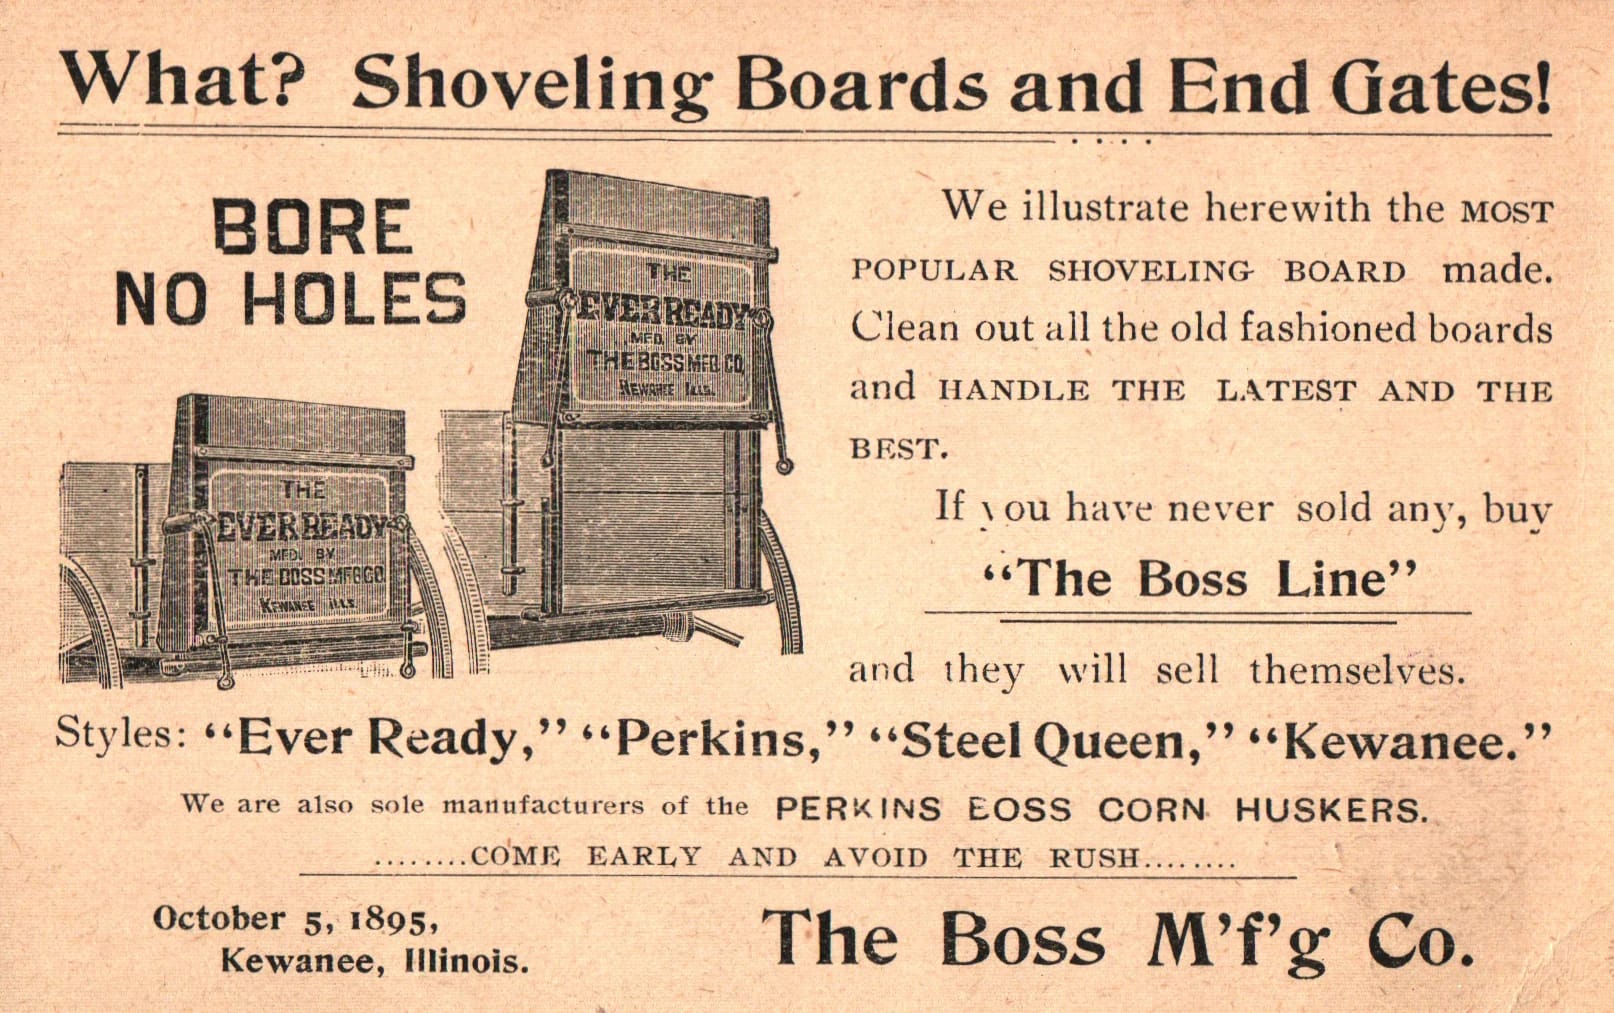 What? Shoveling Boards and End Gates!
BORE
NO HOLES
THE
EVER READY
MFD. BY
THE BOSS MFG CO
KEWANEE ILLS.
THE
EVER READY
MFD. BY
THE BOSS MFG. CO,
KEWANEE ILLS.
We illustrate herewith the MOST
POPULAR SHOVELING BOARD made.
Clean out all the old fashioned boards
and HANDLE THE LATEST AND THE
BEST.
If you have never sold any, buy
“The Boss Line”
and they will sell themselves.
Styles: “Ever Ready,” “Perkins,” “Steel Queen,” “Kewanee.”
We are also sole manufacturers of the PERKINS BOSS CORN HUSKERS.
........COME EARLY AND AVOID THE RUSH........
October 5, 1895,
Kewanee, Illinois.
The Boss M’f’g Co.